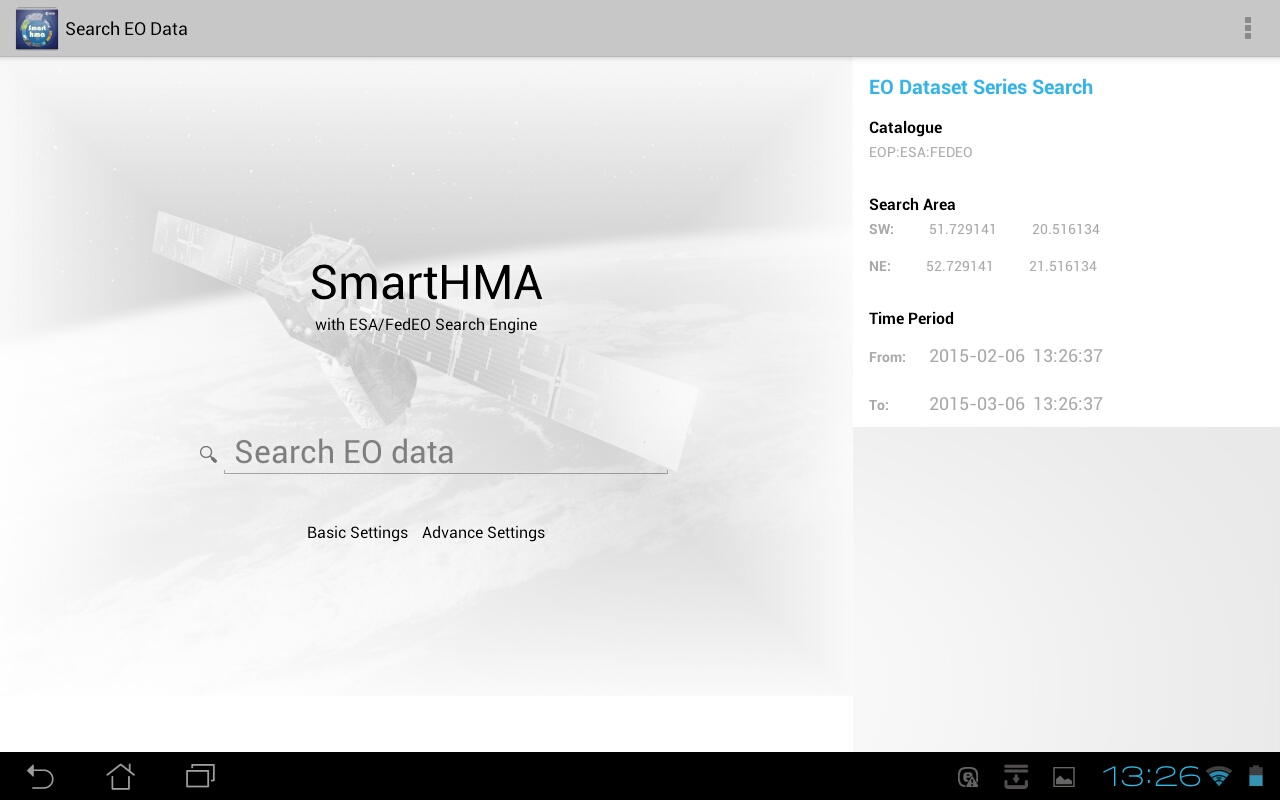 Smart hma
Search EO Data
SmartHMA
with ESA/FedEO Search Engine
Search EO data
Basic Settings Advance Settings
EO Dataset Series Search
Catalogue
EOP:ESA:FEDEO
Search Area
SW: 51.729141 20.516134
NE: 52.729141 21.516134
Time Period
From: 2015-02-06 13:26:37
To: 2015-03-06 13:26:37
13:26